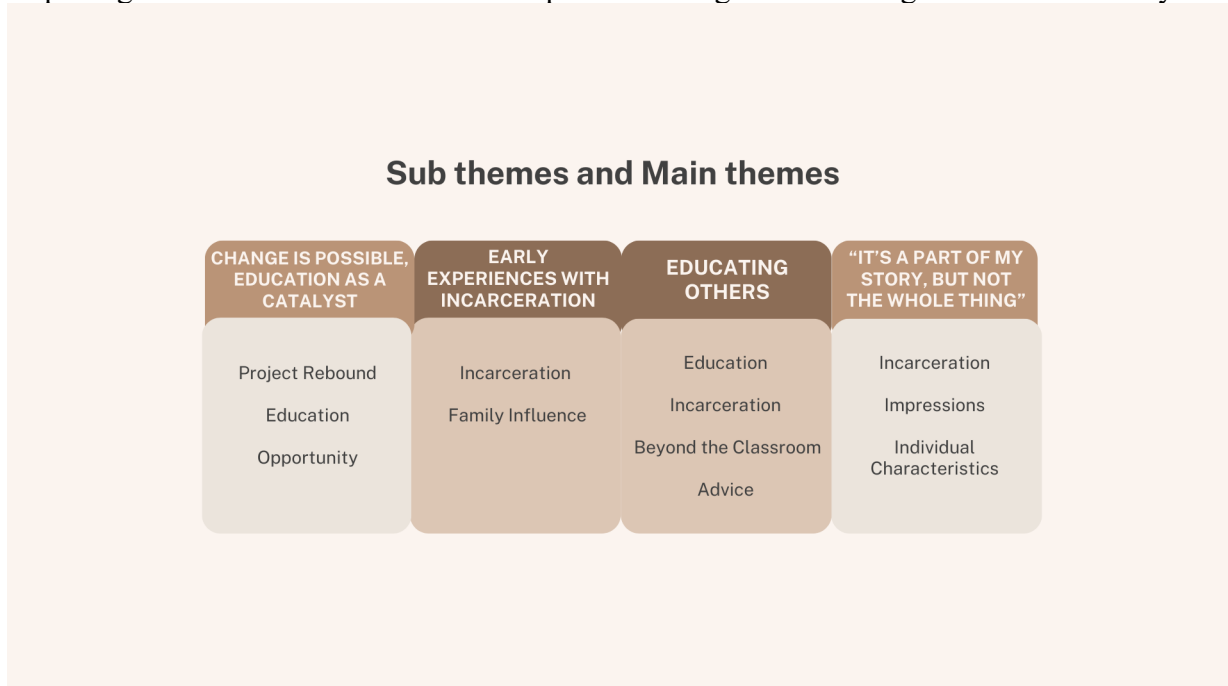 Sub themes and Main themes
CHANGE IS POSSIBLE,
EDUCATION AS A
CATALYST
Project Rebound
Education
Opportunity
EARLY
EXPERIENCES WITH
INCARCERATION
Incarceration
Family Influence
EDUCATING
OTHERS
Education
Incarceration
Beyond the Classroom
Advice
“IT’S A PART OF MY
STORY, BUT NOT
THE WHOLE THING”
Incarceration
Impressions
Individual
Characteristics